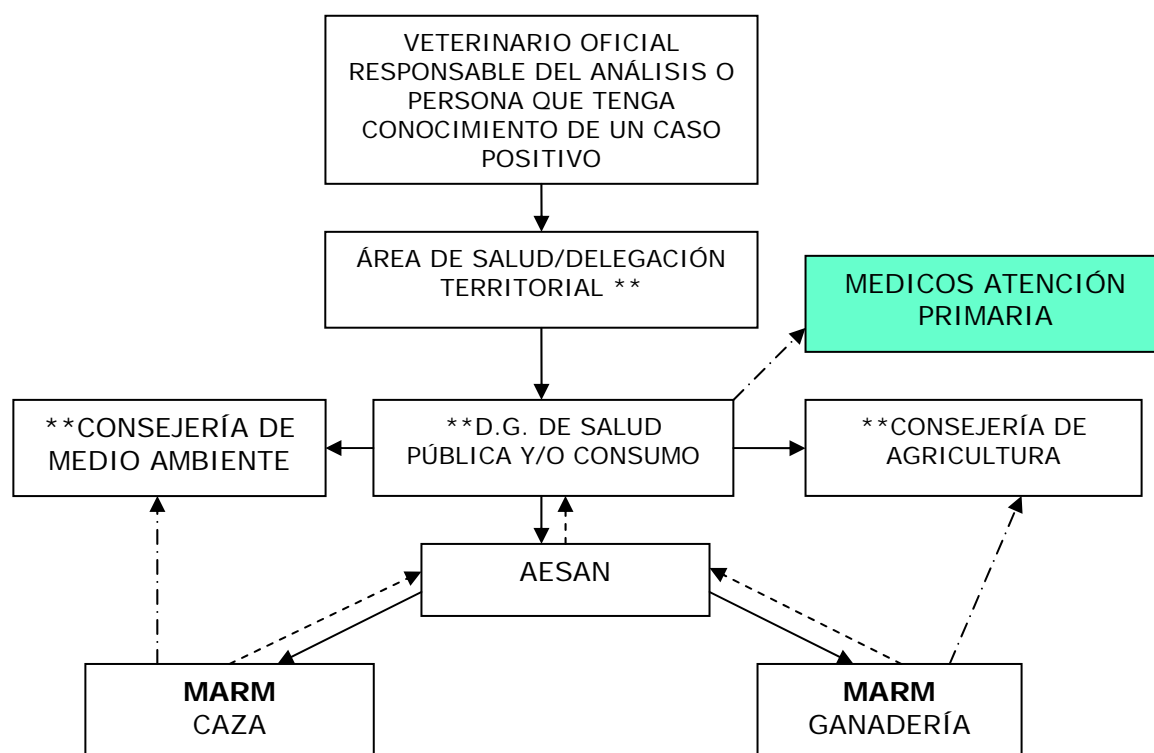 VETERINARIO OFICIAL
RESPONSABLE DEL ANÁLISIS O
PERSONA QUE TENGA
CONOCIMIENTO DE UN CASO
POSITIVO
ÁREA DE SALUD/DELEGACIÓN
TERRITORIAL **
MEDICOS ATENCIÓN
PRIMARIA
**CONSEJERÍA DE
MEDIO AMBIENTE
**D.G. DE SALUD
PÚBLICA Y/O CONSUMO
**CONSEJERÍA DE
AGRICULTURA
AESAN
MARM
CAZA
MARM
GANADERÍA